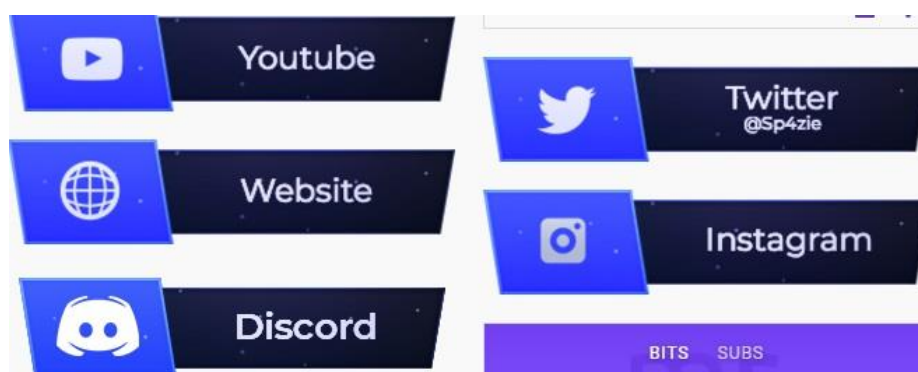 Youtube
Website
Discord
Twitter
@Sp4zie
Instagram
BITS SUBS